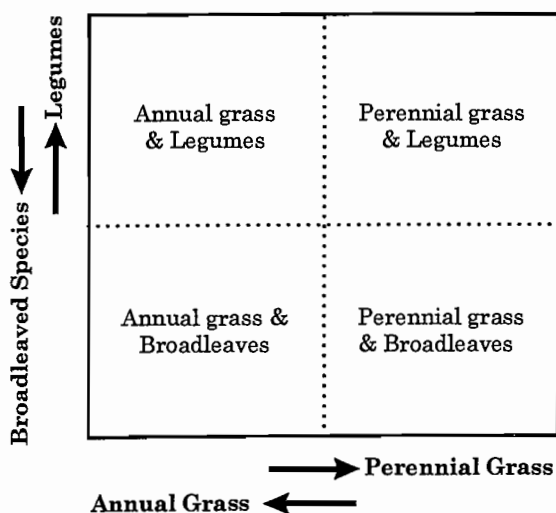 Legumes
Broadleaved Species
Annual grass
& Legumes
Perennial grass
& Legumes
Annual grass &
Broadleaves
Perennial grass
& Broadleaves
Perennial Grass
Annual Grass